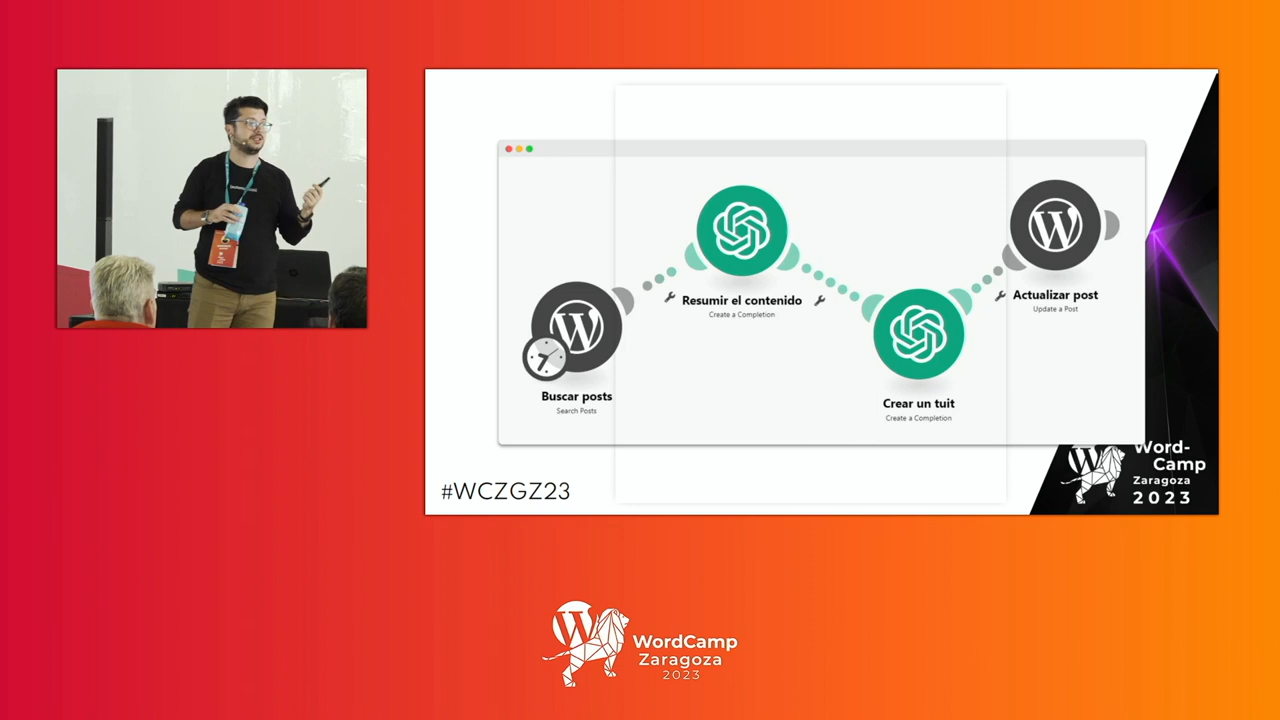 Resumir el contenido
Create a Completion
Actualizar post
Update a Post
Buscar posts
Search Posts
Crear un tuit
Create a Completion
#WCZGZ23
Word-
Camp
Zaragoza
2023
WordCamp
Zaragoza
2023